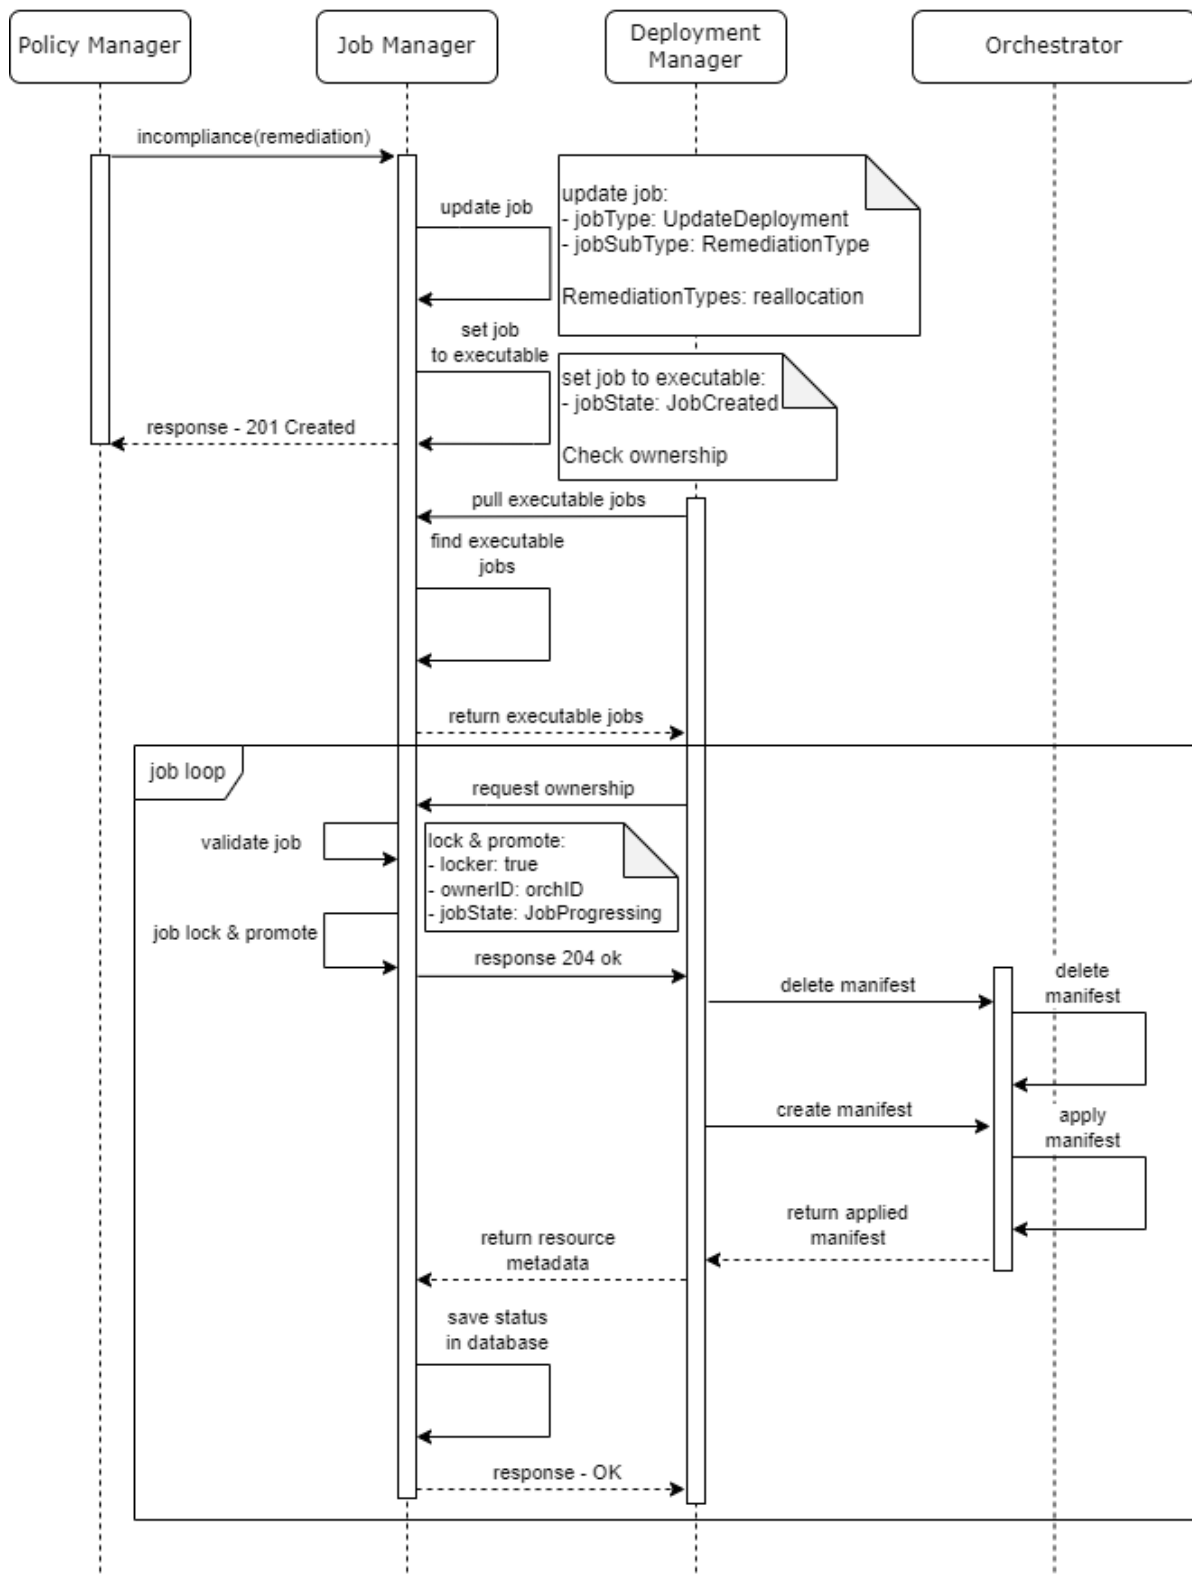 Policy Manager
Job Manager
Deployment
Manager
Orchestrator
incompliance(remediation)
update job
update job:
- jobType: UpdateDeployment
- jobSubType: RemediationType
RemediationTypes: reallocation
set job
to executable
set job to executable:
- jobState: JobCreated
Check ownership
response - 201 Created
pull executable jobs
find executable
jobs
return executable jobs
job loop
request ownership
validate job
lock & promote:
- locker: true
- ownerID: orchID
- jobState: JobProgressing
job lock & promote
response 204 ok
delete manifest
delete
manifest
create manifest
apply
manifest
return applied
manifest
return resource
metadata
save status
in database
response - OK